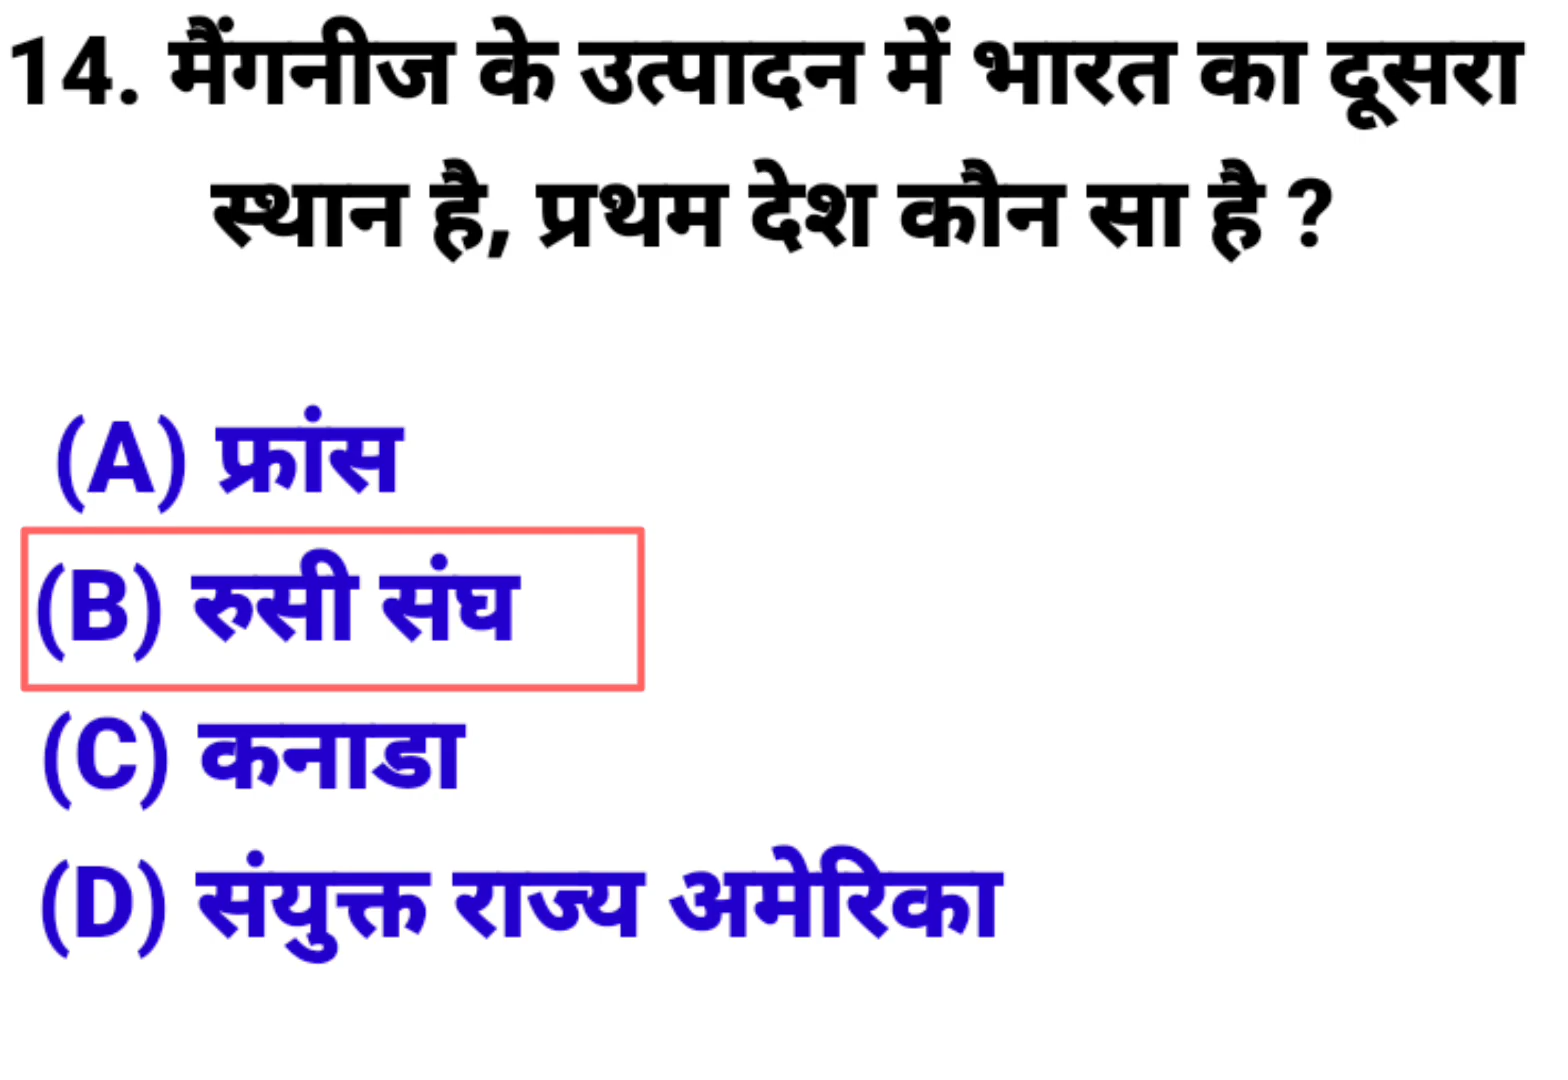 14. मैंगनीज के उत्पादन में भारत का दूसरा
स्थान है, प्रथम देश कौन सा है ?
(A) फ्रांस
(B) रुसी संघ
(C) कनाडा
(D) संयुक्त राज्य अमेरिका